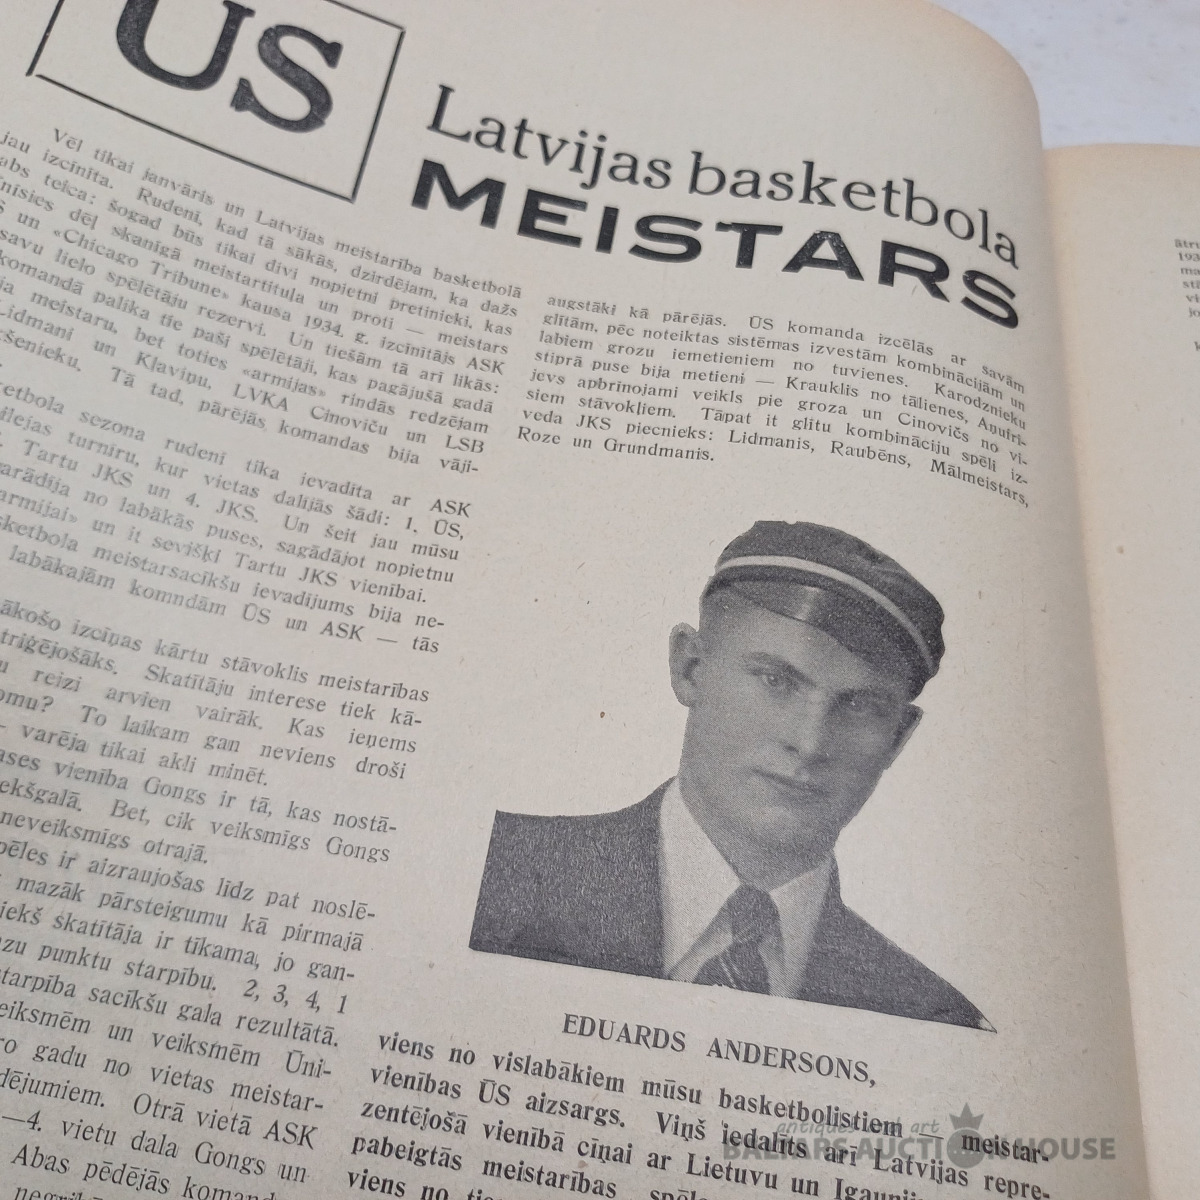 ŪS
Latvijas basketbola
MEISTARS
Vēl tikai janvāris un Latvijas meistarība basketbolā
jau izcīnīta. Rudenī, kad tā sākās, dzirdējām, ka dažs
labs teica: šogad būs tikai divi nopietni pretinieki, kas
cīnīsies dēļ skanīgā meistartituļa un proti — meistars
un «Chicago Tribune» kausa 1934. g. izcīnītājs ASK
savu lielo spēlētāju rezervi. Un tiešām tā arī likās:
komandā palika tie paši spēlētāji, kas pagājušā gadā
meistaru, bet toties «armijas» rindās redzējam
Lidmani un Kļaviņu, LVKA Cinoviču un LSB
Tā tad, pārējās komandas bija vāji-
augstāki kā pārējās. ŪS komanda izcēlās ar savām
glītām, pēc noteiktas sistēmas izvestām kombinācijām un
labiem grozu iemetieniem no tuvienes. Karodznieku
stiprā puse bija metieni — Krauklis no tālienes, Aņufri-
jevs apbrīnojami veikls pie groza un Cinovičs no vi-
siem stāvokļiem. Tāpat it glītu kombināciju spēli iz-
veda JKS piecnieks: Lidmanis, Raubēns, Mālmeistars,
Roze un Grundmanis.
sezona rudenī tika ievadīta ar ASK
turnīru, kur vietas dalījās šādi: 1. ŪS,
Tartu JKS un 4. JKS. Un šeit jau mūsu
no labākās puses, sagādājot nopietnu
un it sevišķi Tartu JKS vienībai.
basketbola meistarsacīkšu ievadījums bija ne-
labākajām komndām ŪS un ASK — tās
izcīņas kārtu stāvoklis meistarības
Skatītāju interese tiek kā-
reizi arvien vairāk. Kas ieņems
To laikam gan neviens droši
— varēja tikai akli minēt.
vienība Gongs ir tā, kas nostā-
Bet, cik veiksmīgs Gongs
neveiksmīgs otrajā.
ir aizraujošas līdz pat noslē-
mazāk pārsteigumu kā pirmajā
skatītāja ir tīkama, jo gan-
punktu starpību. 2, 3, 4, 1
sacīkšu gala rezultātā.
un veiksmēm Ūni-
gadu no vietas meistar-
Otrā vietā ASK
—4. vietu dala Gongs un
Abas pēdējās
EDUARDS ANDERSONS,
viens no vislabākiem mūsu basketbolistiem — meistar-
vienības ŪS aizsargs. Viņš iedalīts arī Latvijas repre-
zentējošā vienībā cīņai ar Lietuvu un
pabeigtās meistarības
viens no
antiques art
BALTARS AUCTION HOUSE